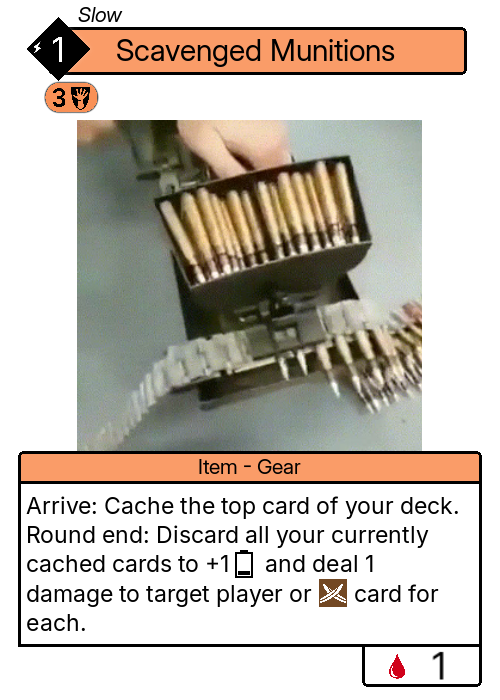 Slow
1
Scavenged Munitions
3
Item - Gear
Arrive: Cache the top card of your deck.
Round end: Discard all your currently
cached cards to +1 and deal 1
damage to target player or card for
each.
1